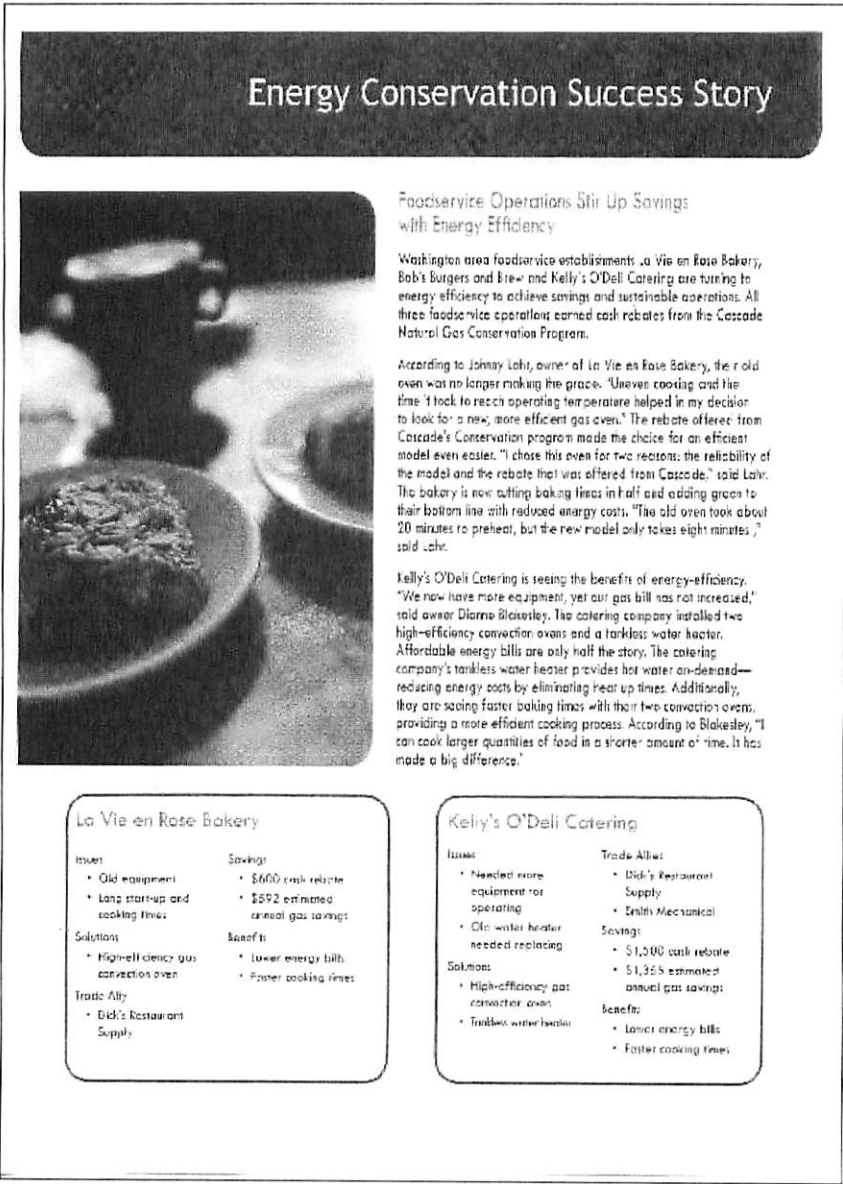 Energy Conservation Success Story
Foodservice Operations Stir Up Savings
with Energy Efficiency
Washington area foodservice establishments La Vie en Rose Bakery,
Bob's Burgers and Brew and Kelly's O'Deli Catering are turning to
energy efficiency to achieve savings and sustainable operations. All
three foodservice operations earned cash rebates from the Cascade
Natural Gas Conservation Program.
According to Johnny Lahr, owner of La Vie en Rose Bakery, their old
oven was no longer making the grade. "Uneven cooking and the
time it took to reach operating temperature helped in my decision
to look for a new, more efficient gas oven." The rebate offered from
Cascade's Conservation program made the choice for an efficient
model even easier. "I chose this oven for two reasons: the reliability of
the model and the rebate that was offered from Cascade," said Lahr.
The bakery is now cutting baking times in half and adding green to
their bottom line with reduced energy costs. "The old oven took about
20 minutes to preheat, but the new model only takes eight minutes ,"
said Lahr.
Kelly's O'Deli Catering is seeing the benefits of energy-efficiency.
"We now have more equipment, yet our gas bill has not increased,"
said owner Dianne Blakesley. The catering company installed two
high-efficiency convection ovens and a tankless water heater.
Affordable energy bills are only half the story. The catering
company's tankless water heater provides hot water on-demand—
reducing energy costs by eliminating heat up times. Additionally,
they are seeing faster baking times with their two convection ovens,
providing a more efficient cooking process. According to Blakesley, "I
can cook larger quantities of food in a shorter amount of time. It has
made a big difference."
La Vie en Rose Bakery
Issues
• Old equipment
• Long start-up and
cooking times
Solutions
• High-efficiency gas
convection oven
Trade Ally
• Dick's Restaurant
Supply
Savings
• $600 cash rebate
• $592 estimated
annual gas savings
Benefits
• Lower energy bills
• Faster cooking times
Kelly's O'Deli Catering
Issues
• Needed more
equipment for
operating
• Old water heater
needed replacing
Solutions
• High-efficiency gas
convection oven
• Tankless water heater
Trade Allies
• Dick's Restaurant
Supply
• Smith Mechanical
Savings
• $1,500 cash rebate
• $1,355 estimated
annual gas savings
Benefits
• Lower energy bills
• Faster cooking times